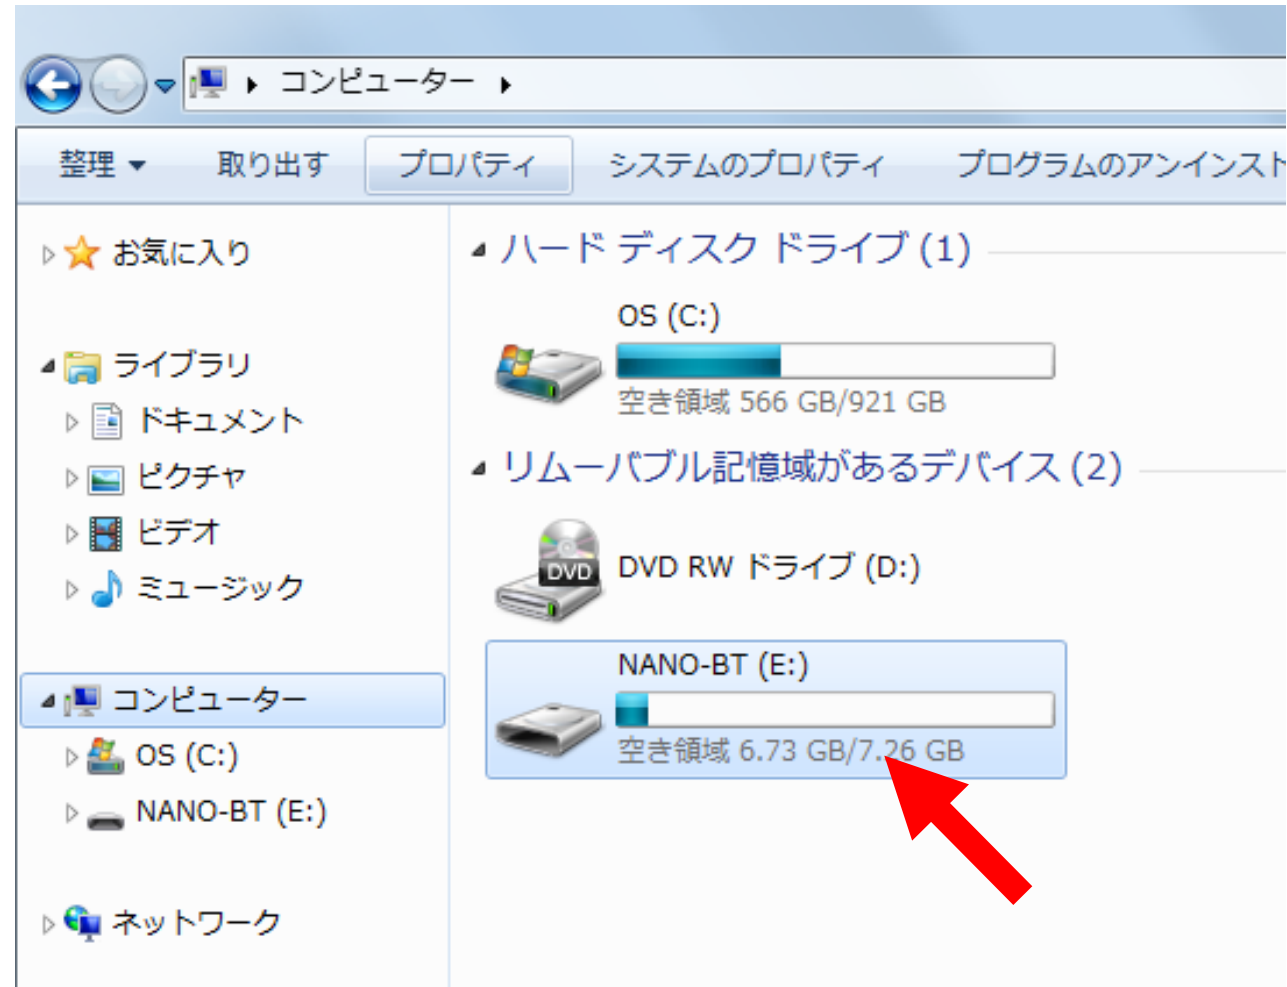 コンピューター
整理 取り出す プロパティ システムのプロパティ プログラムのアンインスト
お気に入り
ライブラリ
ドキュメント
ピクチャ
ビデオ
ミュージック
コンピューター
OS (C:)
NANO-BT (E:)
ネットワーク
ハード ディスク ドライブ (1)
OS (C:)
空き領域 566 GB/921 GB
リムーバブル記憶域があるデバイス (2)
DVD
DVD RW ドライブ (D:)
NANO-BT (E:)
空き領域 6.73 GB/7.26 GB